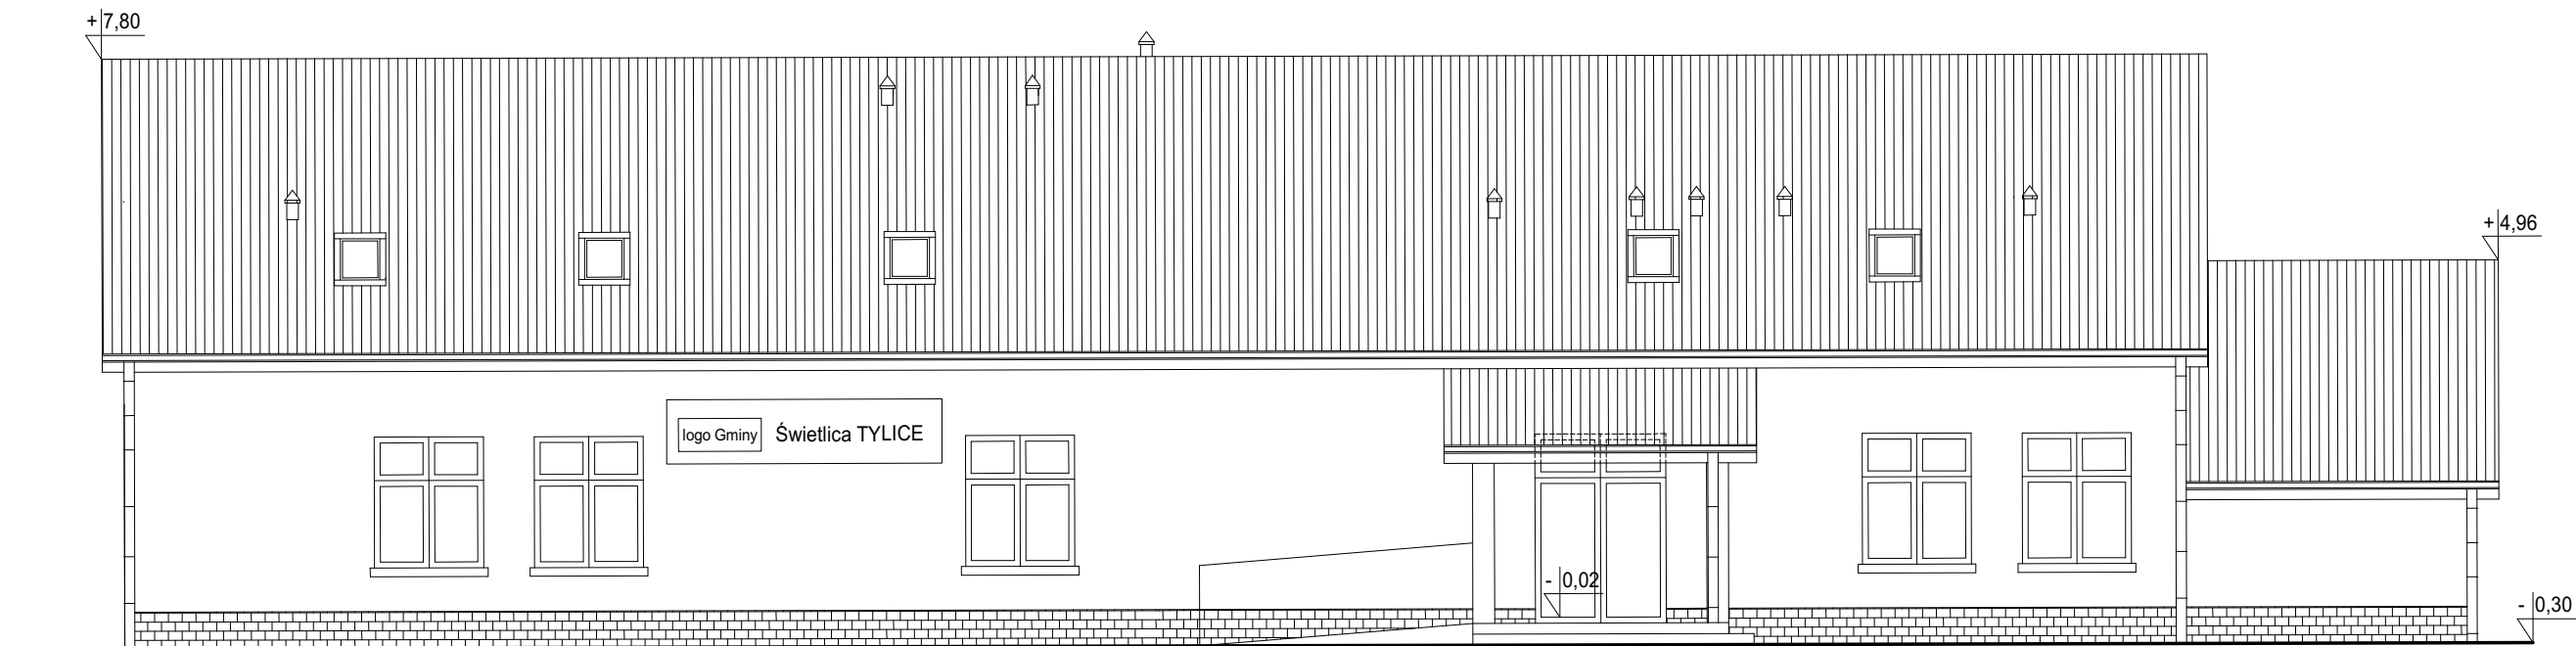 + 7,80
+ 4,96
logo Gminy Świetlica TYLICE
- 0,02
- 0,30